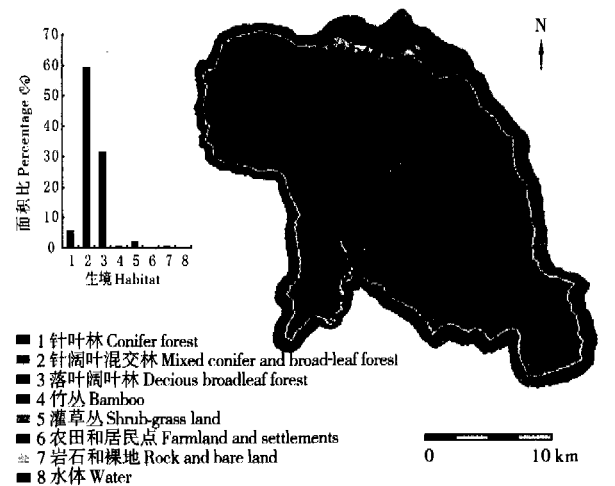 70
60
50
40
30
20
10
0
面积比 Percentage (%)
1 2 3 4 5 6 7 8
生境 Habitat
N
1 针叶林 Conifer forest
2 针阔叶混交林 Mixed conifer and broad-leaf forest
3 落叶阔叶林 Decious broadleaf forest
4 竹丛 Bamboo
5 灌草丛 Shrub-grass land
6 农田和居民点 Farmland and settlements
7 岩石和裸地 Rock and bare land
8 水体 Water
0 10 km